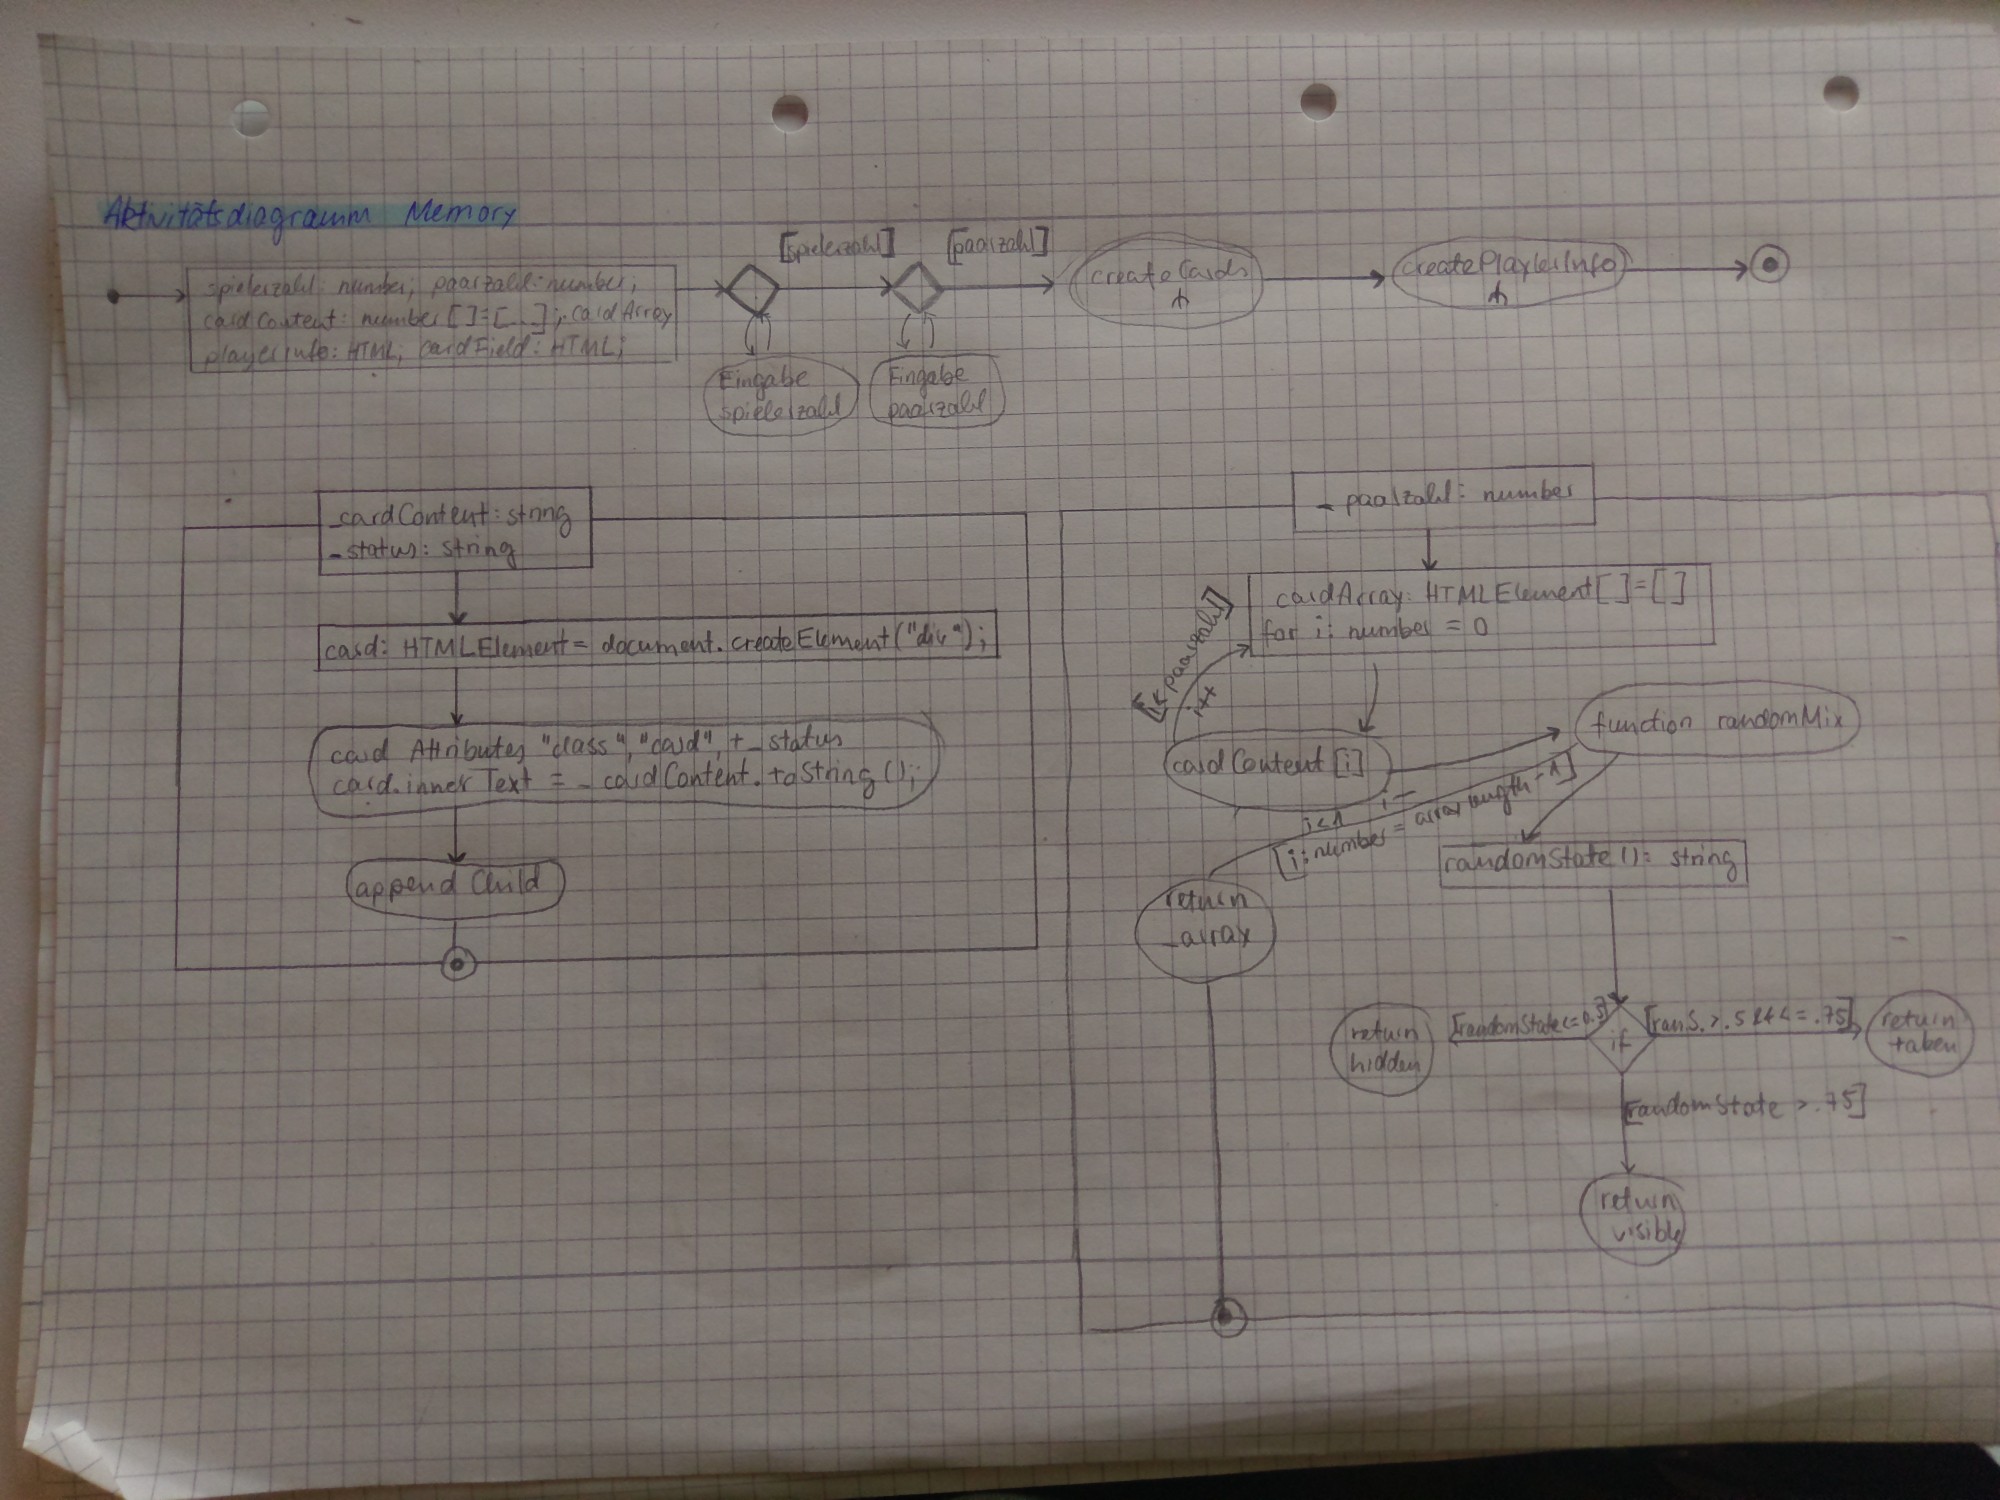 Aktivitätsdiagramm Memory
[spielerzahl]
[paarzahl]
spielerzahl: number; paarzahl: number;
cardContent: number []=[...]; cardArray
playerinfo: HTML; cardField: HTML;
createCards
createPlayerInfo
Eingabe
spielerzahl
Eingabe
paarzahl
_cardContent: string
_status: string
card: HTMLElement = document.createElement("div");
card Attributes "class", "card", + _status
card.inner Text = _cardContent.toString();
append Child
_paarzahl: number
cardArray: HTMLElement[]=[]
for i: number = 0
[< paarzahl]
i++
cardContent [i]
function randomMix
i--
i<1
[i: number = array length -1]
randomState (): string
return
_array
return
hidden
[randomState <= 0.5]
if
[ranS. > .5 && <= .75]
return
taken
[randomState > .75]
return
visible